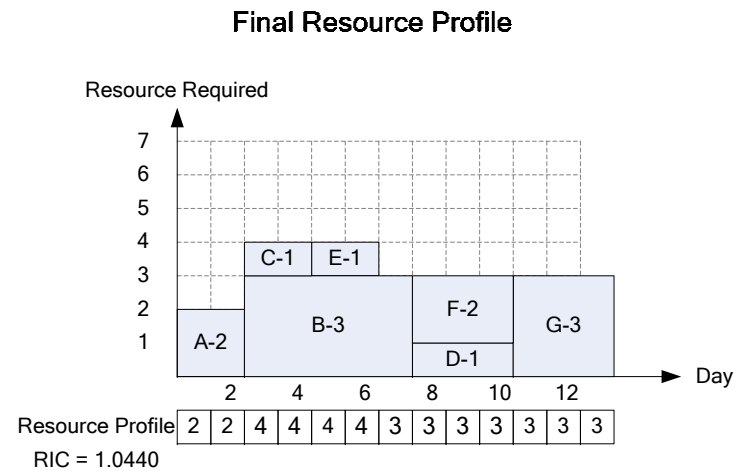 Final Resource Profile
Resource Required
7
6
5
4
3
2
1
C-1 E-1
A-2
B-3
F-2
D-1
G-3
Day
2 4 6 8 10 12
Resource Profile 2 2 4 4 4 4 3 3 3 3 3 3 3
RIC = 1.0440